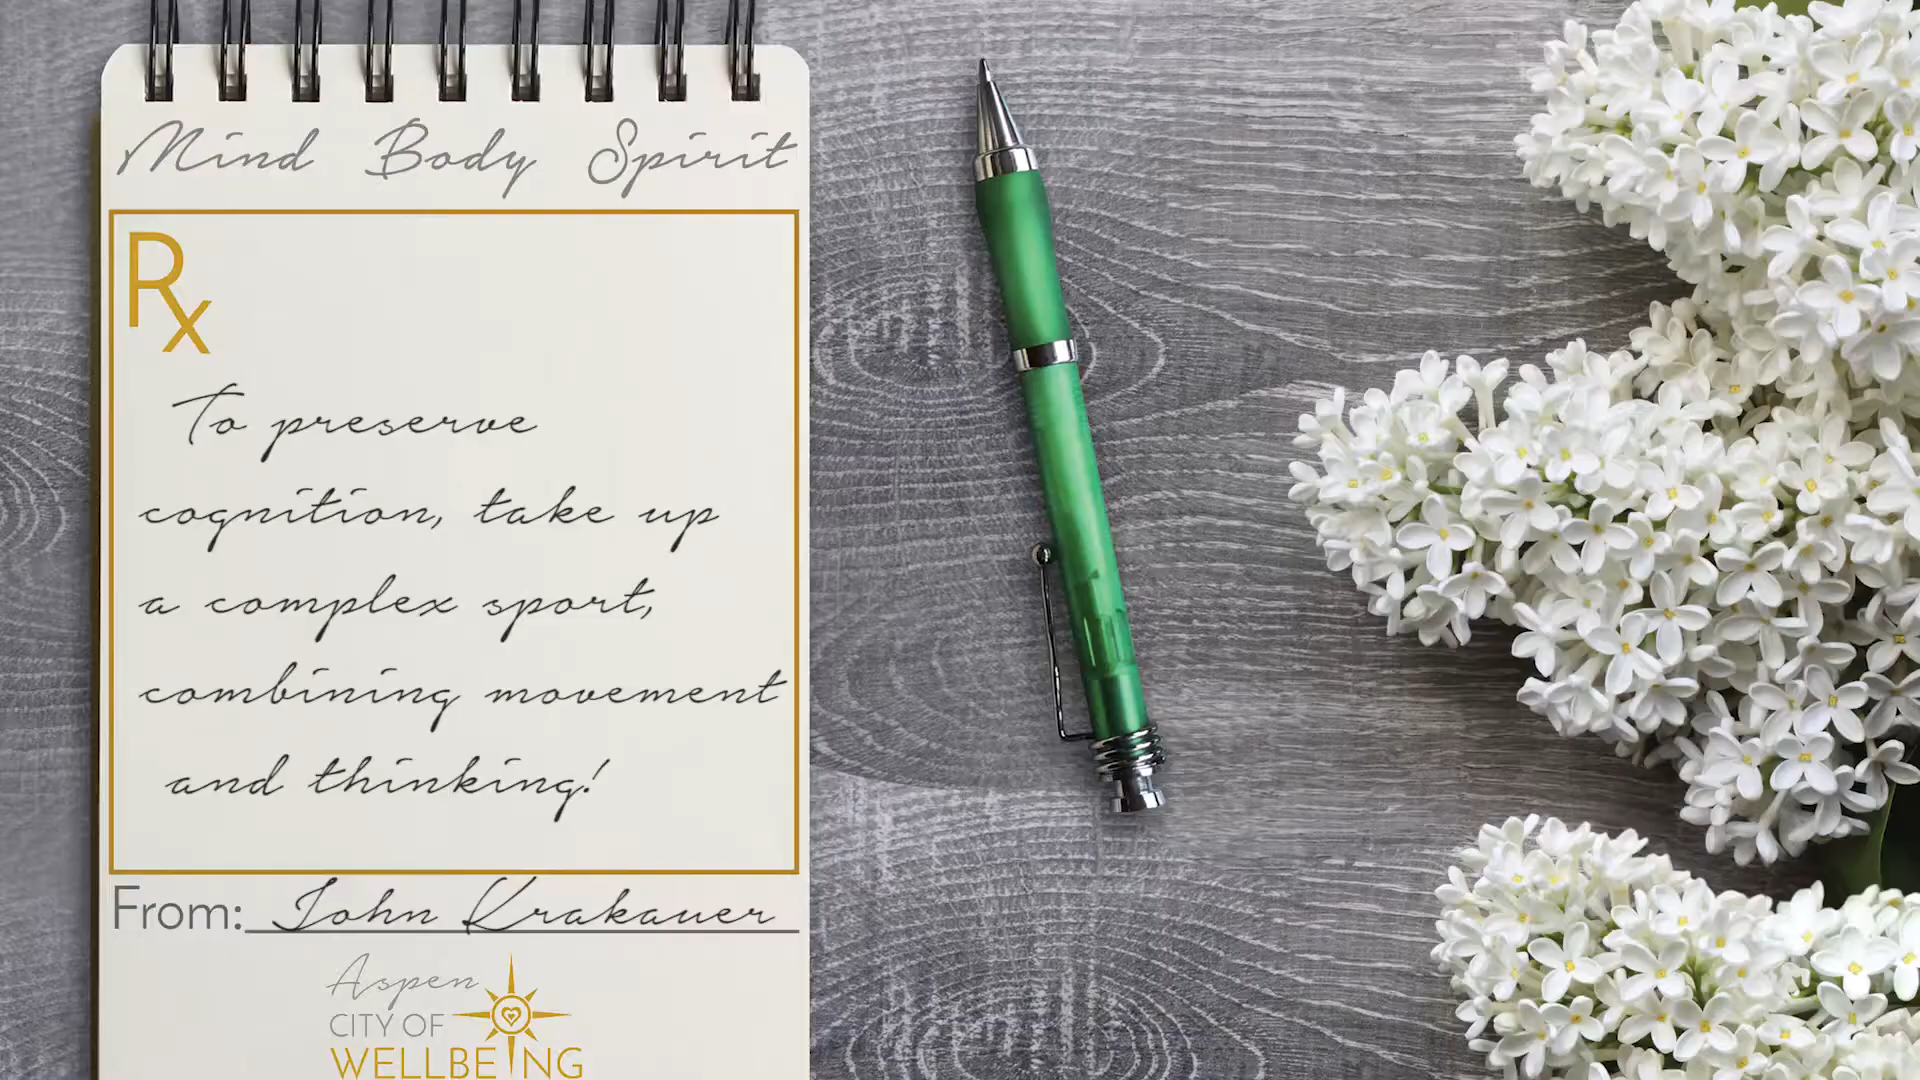 Mind Body Spirit
Rx
To preserve
cognition, take up
a complex sport,
combining movement
and thinking!
From: John Krakauer
Aspen
CITY OF
WELLBEING